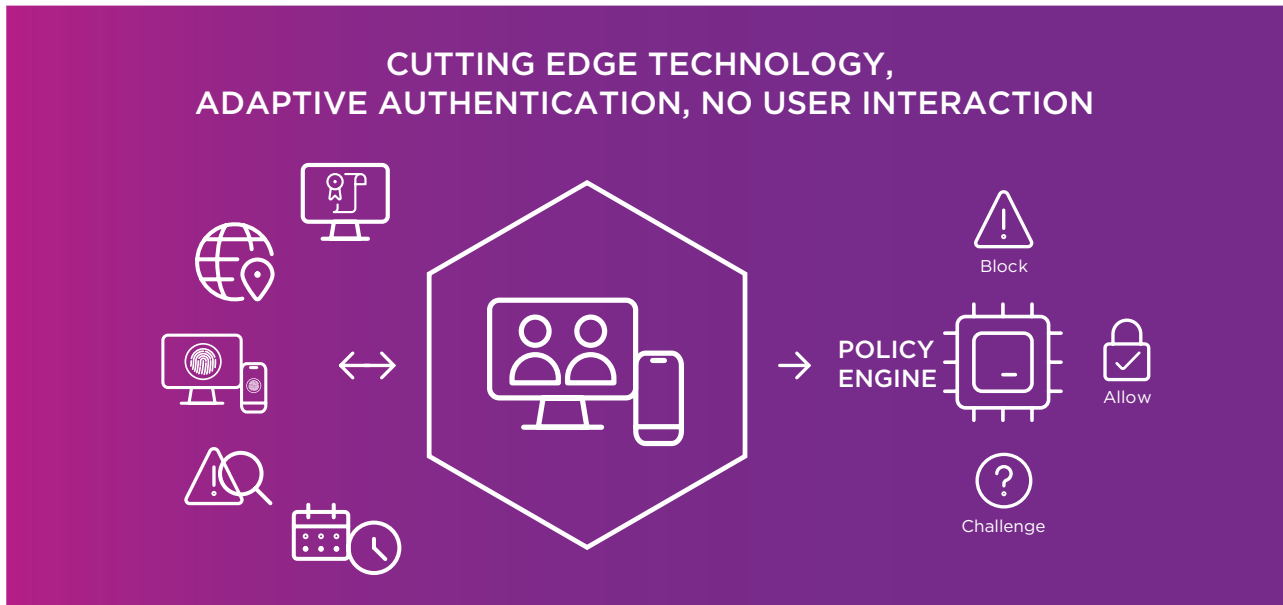 CUTTING EDGE TECHNOLOGY,
ADAPTIVE AUTHENTICATION, NO USER INTERACTION
Block
POLICY
ENGINE
Allow
Challenge